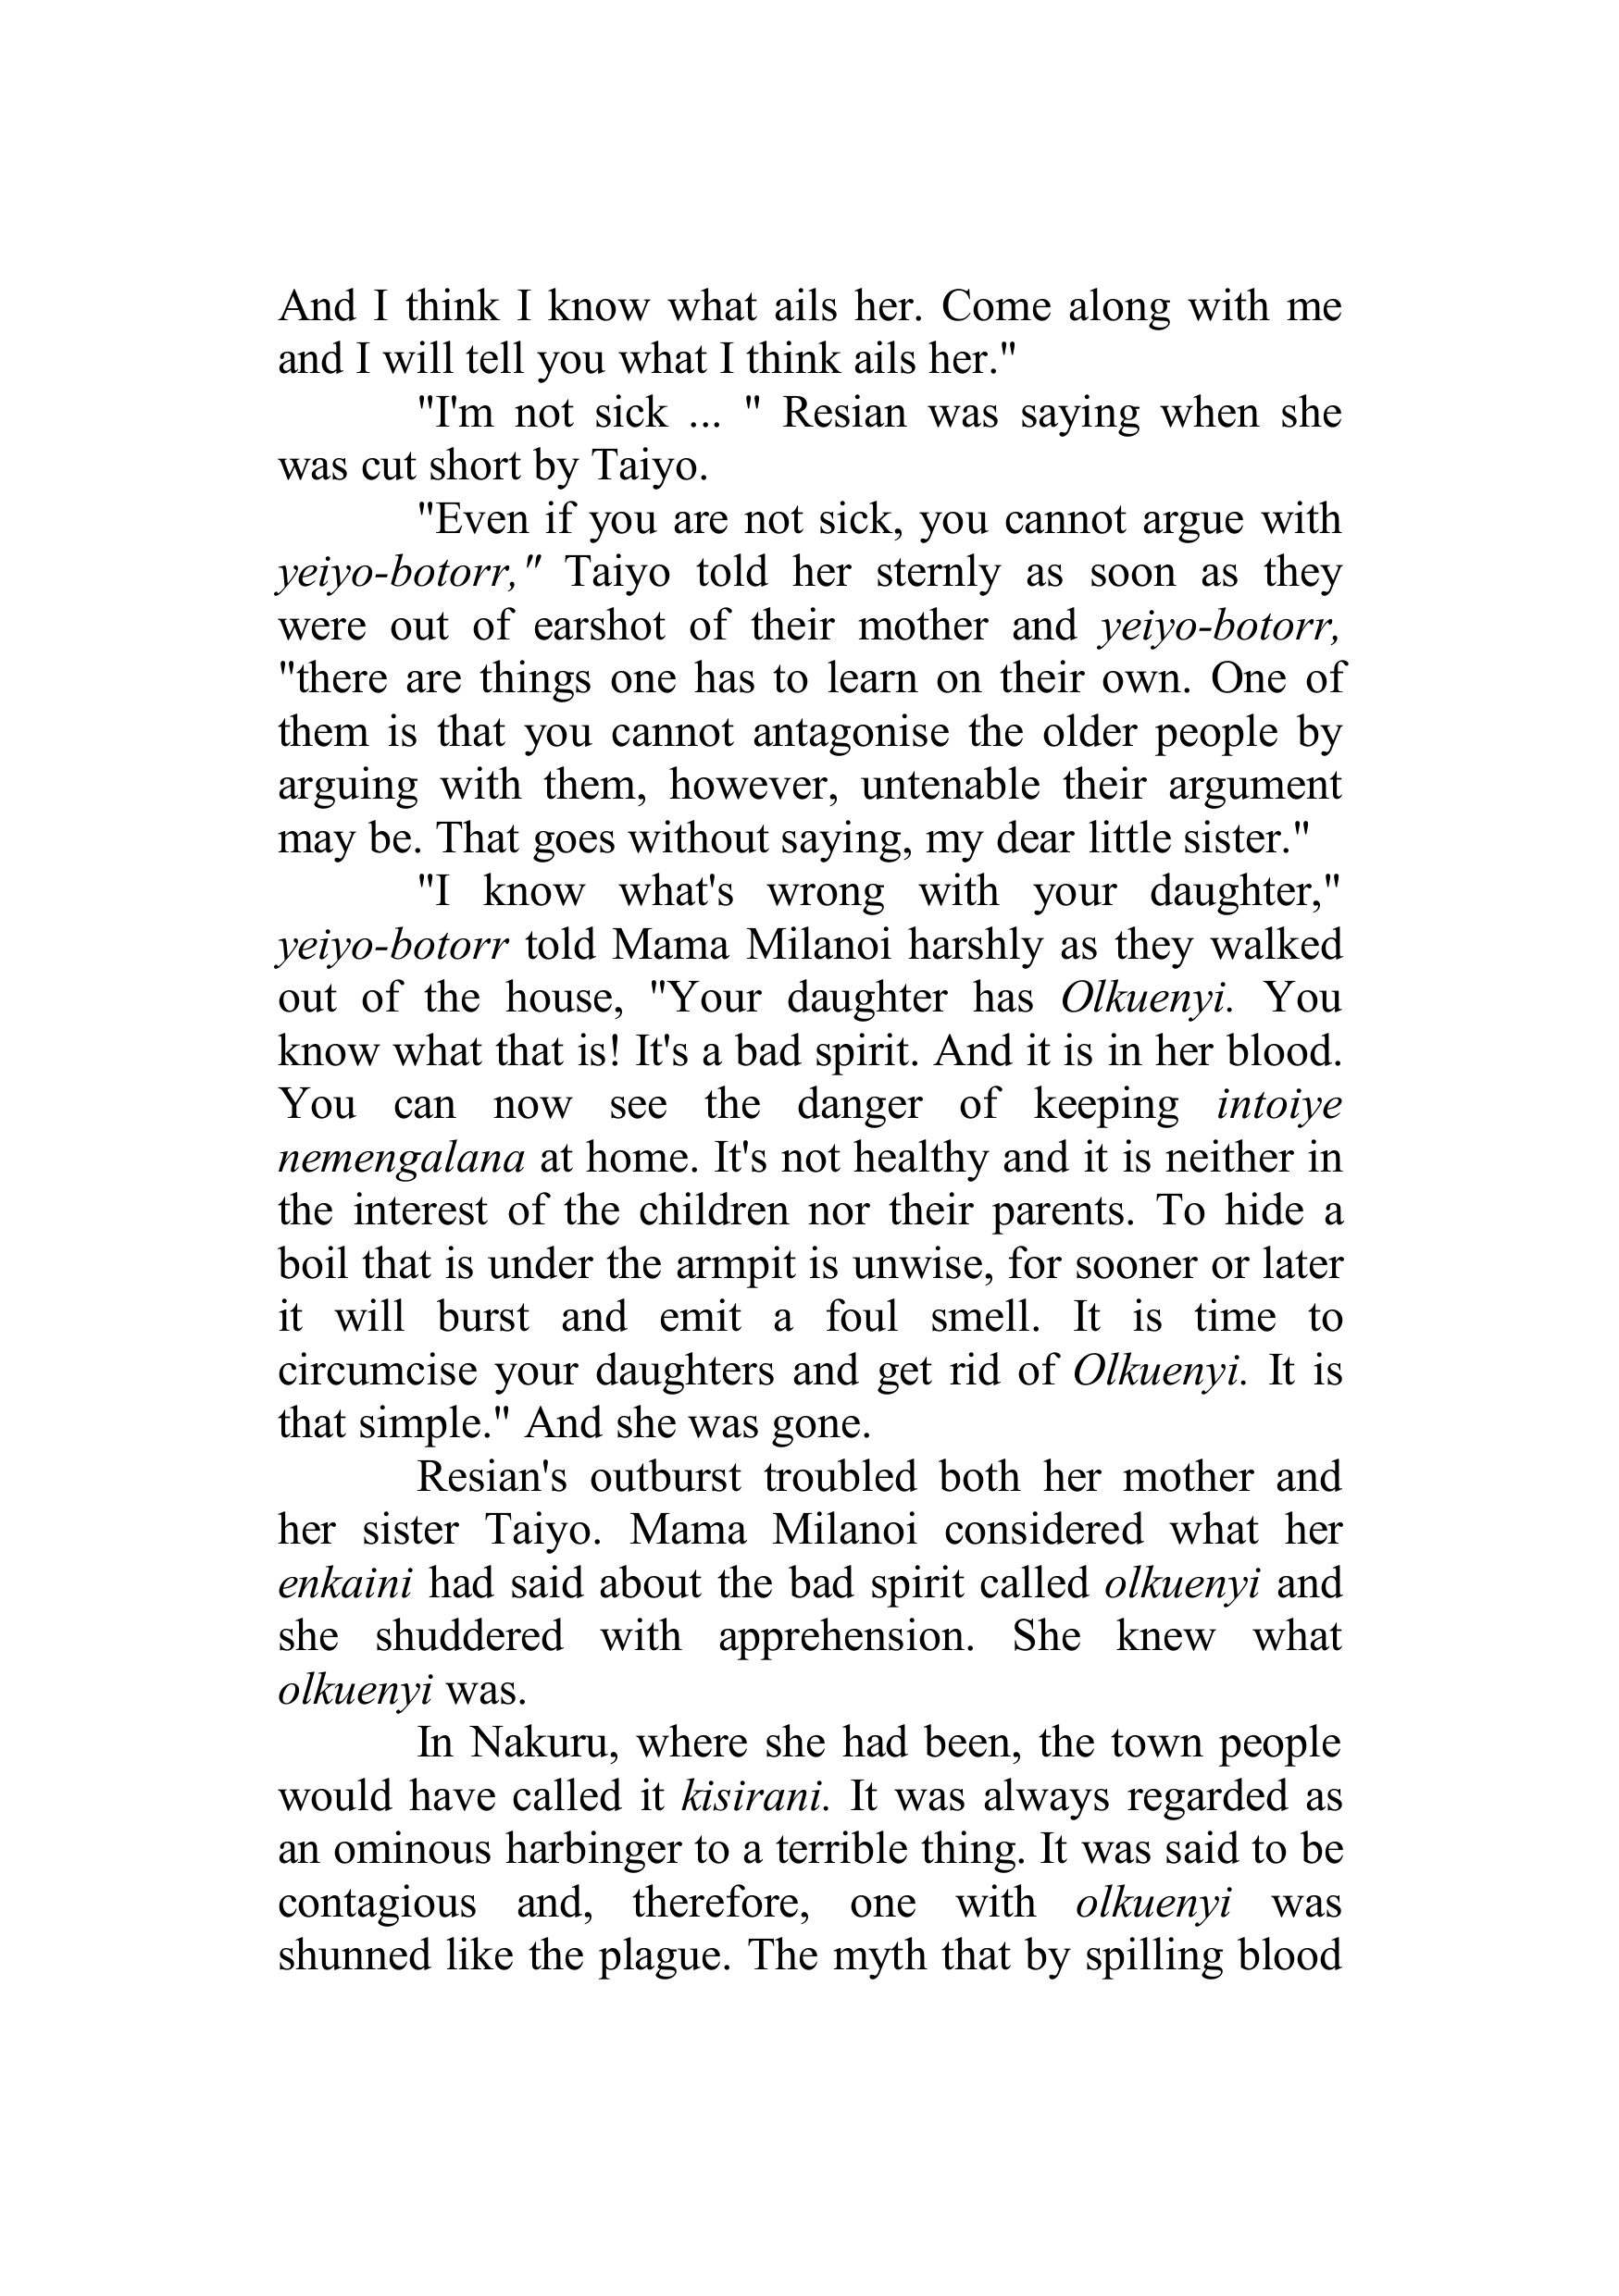 And I think I know what ails her. Come along with me
and I will tell you what I think ails her."
"I'm not sick ... " Resian was saying when she
was cut short by Taiyo.
"Even if you are not sick, you cannot argue with
yeiyo-botorr," Taiyo told her sternly as soon as they
were out of earshot of their mother and yeiyo-botorr,
"there are things one has to learn on their own. One of
them is that you cannot antagonise the older people by
arguing with them, however, untenable their argument
may be. That goes without saying, my dear little sister."
"I know what's wrong with your daughter,"
yeiyo-botorr told Mama Milanoi harshly as they walked
out of the house, "Your daughter has Olkuenyi. You
know what that is! It's a bad spirit. And it is in her blood.
You can now see the danger of keeping intoiye
nemengalana at home. It's not healthy and it is neither in
the interest of the children nor their parents. To hide a
boil that is under the armpit is unwise, for sooner or later
it will burst and emit a foul smell. It is time to
circumcise your daughters and get rid of Olkuenyi. It is
that simple." And she was gone.
Resian's outburst troubled both her mother and
her sister Taiyo. Mama Milanoi considered what her
enkaini had said about the bad spirit called olkuenyi and
she shuddered with apprehension. She knew what
olkuenyi was.
In Nakuru, where she had been, the town people
would have called it kisirani. It was always regarded as
an ominous harbinger to a terrible thing. It was said to be
contagious and, therefore, one with olkuenyi was
shunned like the plague. The myth that by spilling blood